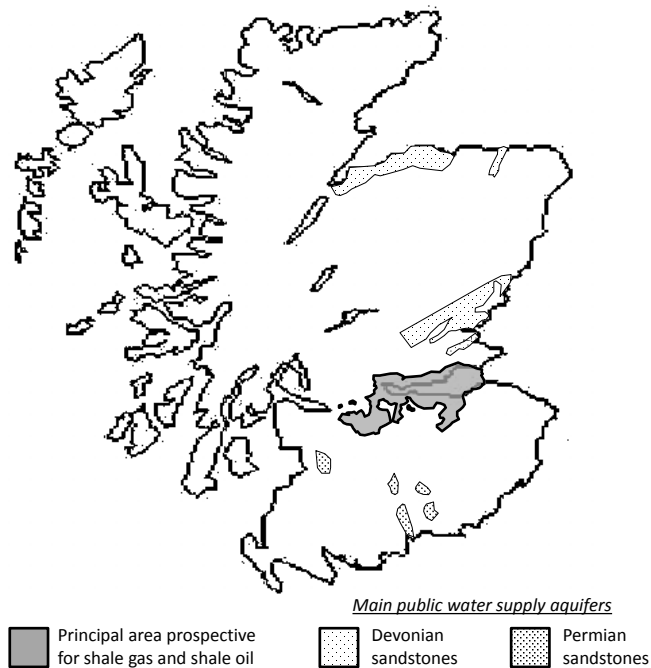 Main public water supply aquifers
Principal area prospective
for shale gas and shale oil
Devonian
sandstones
Permian
sandstones